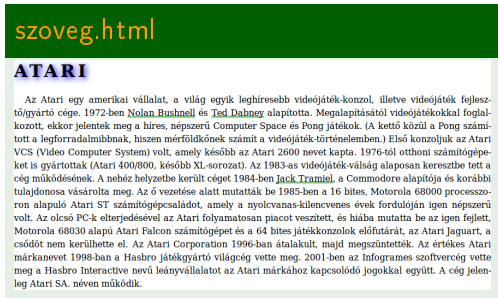 szoveg.html
ATARI
Az Atari egy amerikai vállalat, a világ egyik leghíresebb videójáték-konzol, illetve videójáték fejlesz-
tő/gyártó cége. 1972-ben Nolan Bushnell és Ted Dabney alapította. Megalapításától videójátékokkal foglal-
kozott, ekkor jelentek meg a híres, népszerű Computer Space és Pong játékok. (A kettő közül a Pong számí-
tott a legforradalmibbnak, hiszen mérföldkőnek számít a videójáték-történelemben.) Első konzoljuk az Atari
VCS (Video Computer System) volt, amely később az Atari 2600 nevet kapta. 1976-tól otthoni számítógépe-
ket is gyártottak (Atari 400/800, később XL-sorozat). Az 1983-as videójáték-válság alaposan keresztbe tett a
cég működésének. A nehéz helyzetbe került céget 1984-ben Jack Tramiel, a Commodore alapítója és korábbi
tulajdonosa vásárolta meg. Az ő vezetése alatt mutatták be 1985-ben a 16 bites, Motorola 68000 processzo-
ron alapuló Atari ST számítógépcsaládot, amely a nyolcvanas-kilencvenes évek fordulóján igen népszerű
volt. Az olcsó PC-k elterjedésével az Atari folyamatosan piacot veszített, és hiába mutatta be az igen fejlett,
Motorola 68030 alapú Atari Falcon számítógépet és a 64 bites játékkonzolok előfutárát, az Atari Jaguart, a
csődöt nem kerülhette el. Az Atari Corporation 1996-ban átalakult, majd megszüntették. Az értékes Atari
márkanevet 1998-ban a Hasbro játékgyártó világcég vette meg. 2001-ben az Infogrames szoftvercég vette
meg a Hasbro Interactive nevű leányvállalatot az Atari márkához kapcsolódó jogokkal együtt. A cég jelen-
leg Atari SA. néven működik.